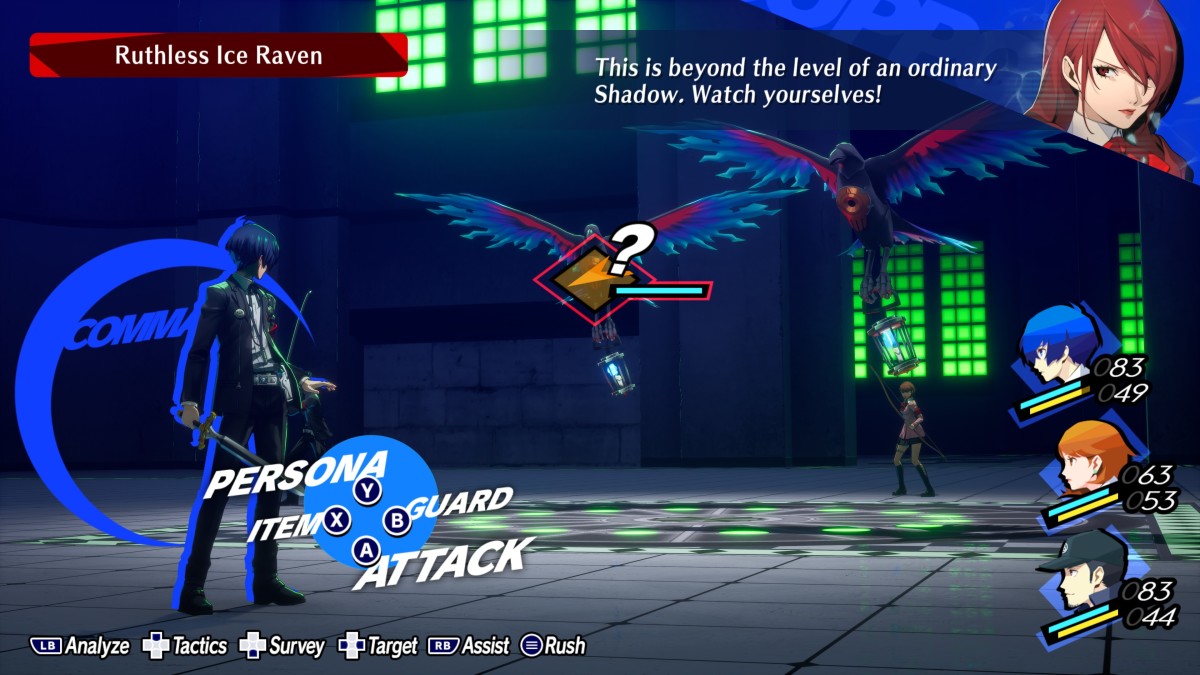 Ruthless Ice Raven
This is beyond the level of an ordinary
Shadow. Watch yourselves!
COMMA
?
083
049
PERSONA
Y
ITEM X B GUARD
A
ATTACK
063
053
083
044
LB Analyze Tactics Survey Target RB Assist Rush